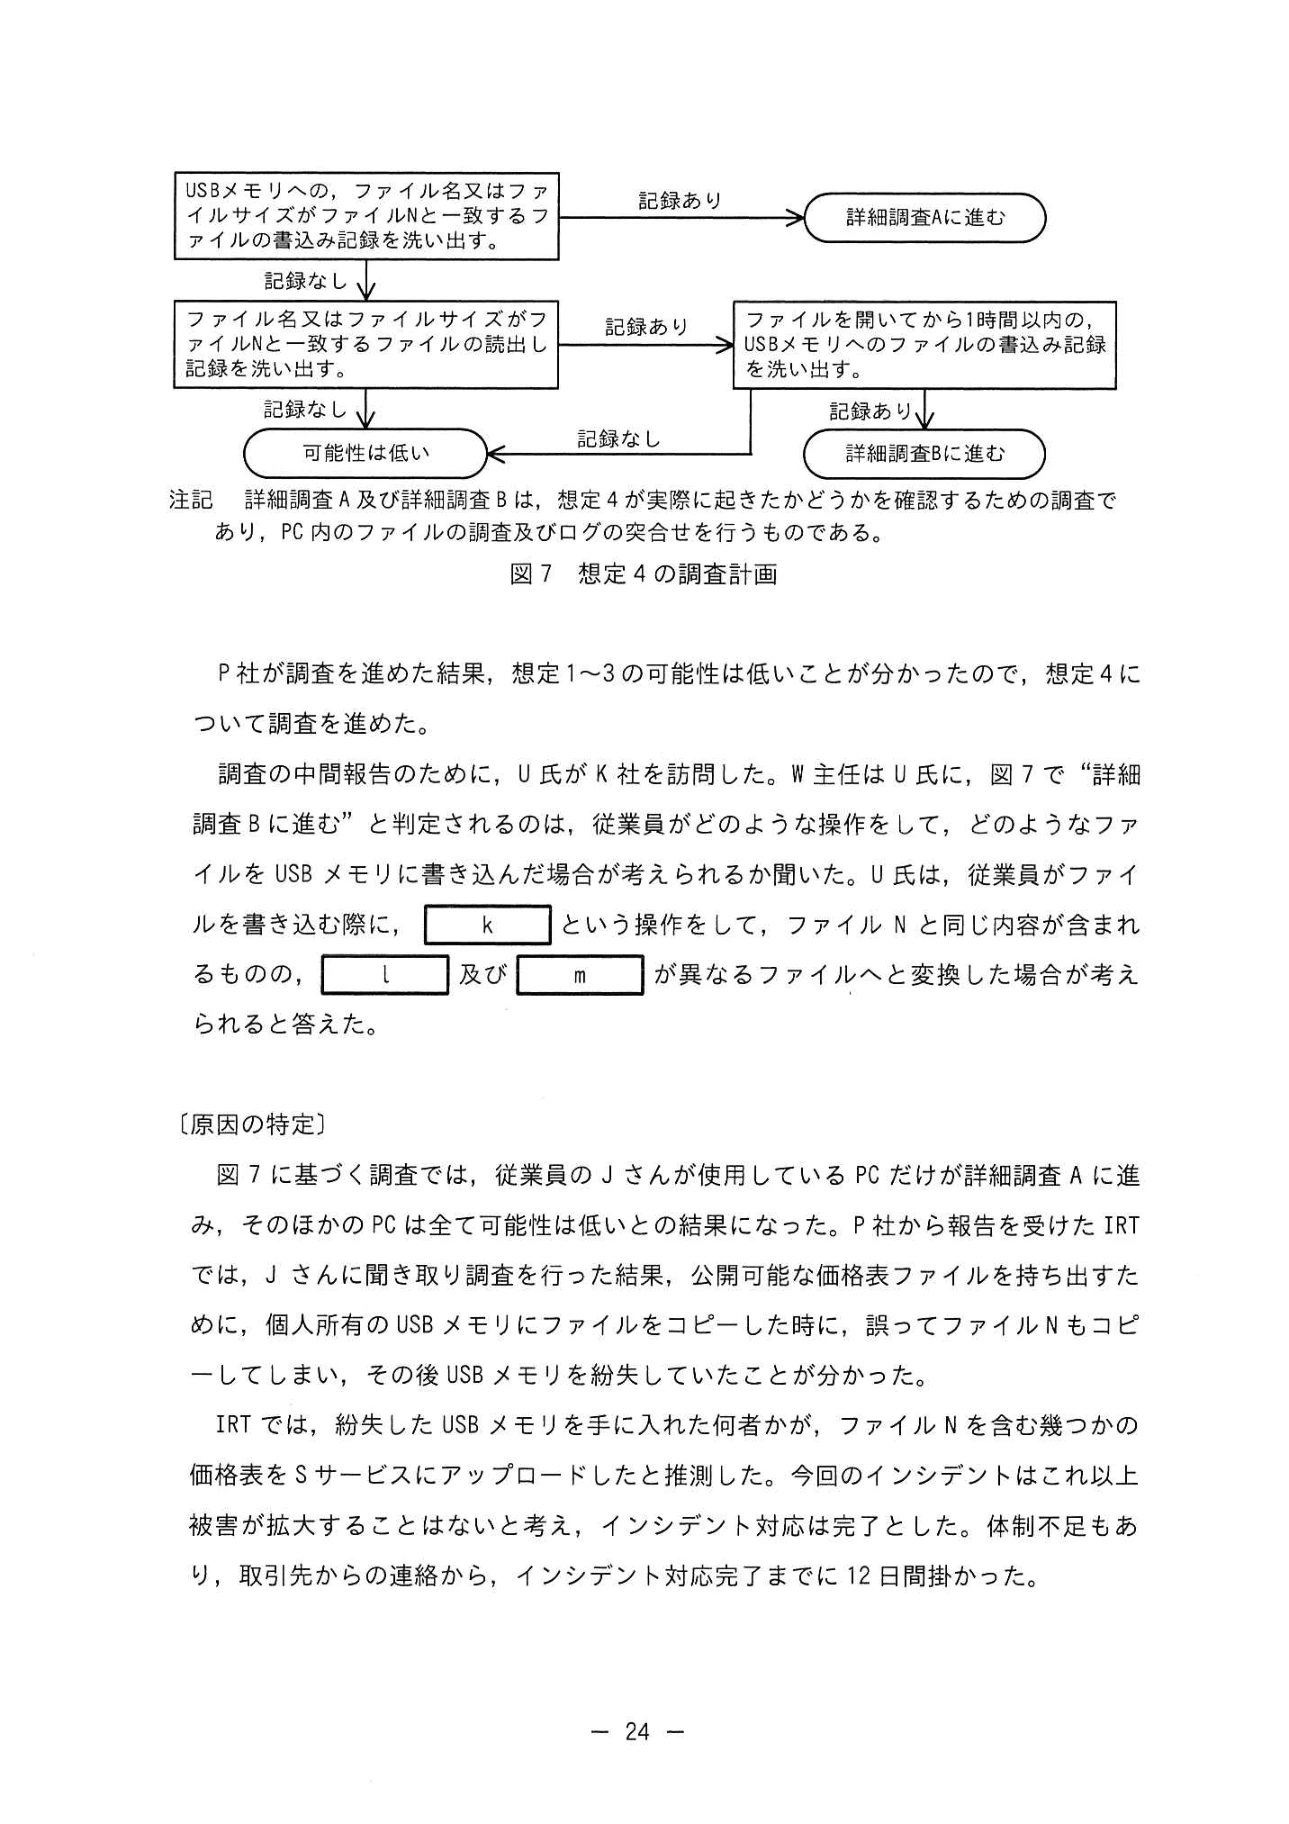 USBメモリへの，ファイル名又はファ
イルサイズがファイルNと一致するフ
ァイルの書込み記録を洗い出す。
記録あり
詳細調査Aに進む
記録なし
ファイル名又はファイルサイズがフ
ァイルNと一致するファイルの読出し
記録を洗い出す。
記録あり
ファイルを開いてから1時間以内の，
USBメモリへのファイルの書込み記録
を洗い出す。
記録なし
記録あり
可能性は低い
記録なし
詳細調査Bに進む
注記　詳細調査A及び詳細調査Bは，想定4が実際に起きたかどうかを確認するための調査で
あり，PC内のファイルの調査及びログの突合せを行うものである。
図7　想定4の調査計画
P社が調査を進めた結果，想定1～3の可能性は低いことが分かったので，想定4に
ついて調査を進めた。
調査の中間報告のために，U氏がK社を訪問した。W主任はU氏に，図7で“詳細
調査Bに進む”と判定されるのは，従業員がどのような操作をして，どのようなファ
イルをUSBメモリに書き込んだ場合が考えられるか聞いた。U氏は，従業員がファイ
ルを書き込む際に， k という操作をして，ファイルNと同じ内容が含まれ
るものの， l 及び m が異なるファイルへと変換した場合が考え
られると答えた。
〔原因の特定〕
図7に基づく調査では，従業員のJさんが使用しているPCだけが詳細調査Aに進
み，そのほかのPCは全て可能性は低いとの結果になった。P社から報告を受けたIRT
では，Jさんに聞き取り調査を行った結果，公開可能な価格表ファイルを持ち出すた
めに，個人所有のUSBメモリにファイルをコピーした時に，誤ってファイルNもコピ
ーしてしまい，その後USBメモリを紛失していたことが分かった。
IRTでは，紛失したUSBメモリを手に入れた何者かが，ファイルNを含む幾つかの
価格表をSサービスにアップロードしたと推測した。今回のインシデントはこれ以上
被害が拡大することはないと考え，インシデント対応は完了とした。体制不足もあ
り，取引先からの連絡から，インシデント対応完了までに12日間掛かった。
－ 24 －